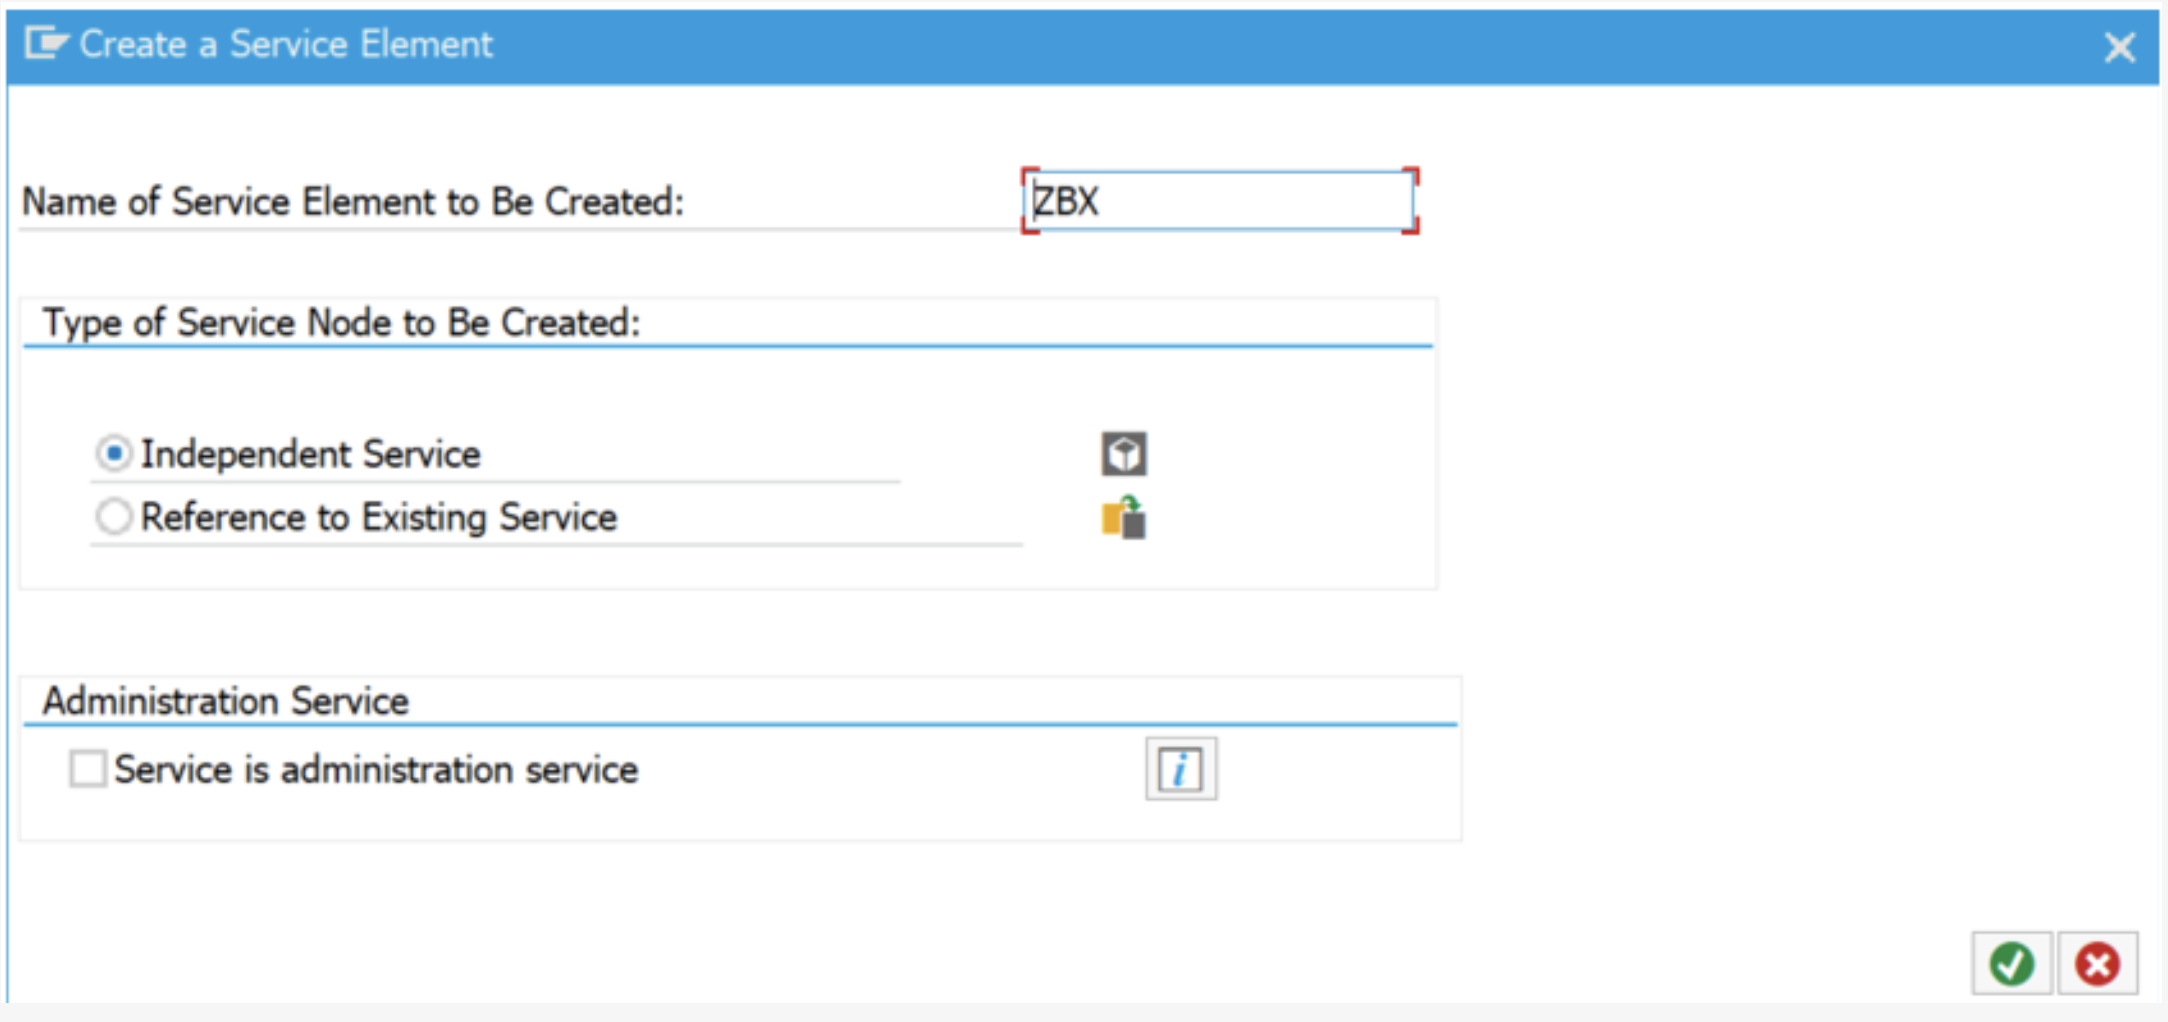 Create a Service Element
Name of Service Element to Be Created: ZBX
Type of Service Node to Be Created:
Independent Service
Reference to Existing Service
Administration Service
Service is administration service
i